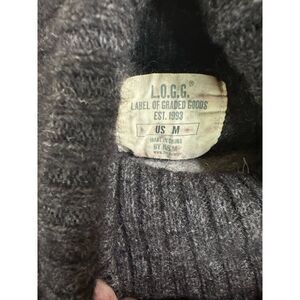 L.O.G.G.®
LABEL OF GRADED GOODS
EST. 1993
US M
MADE IN CHINA
BY H&M